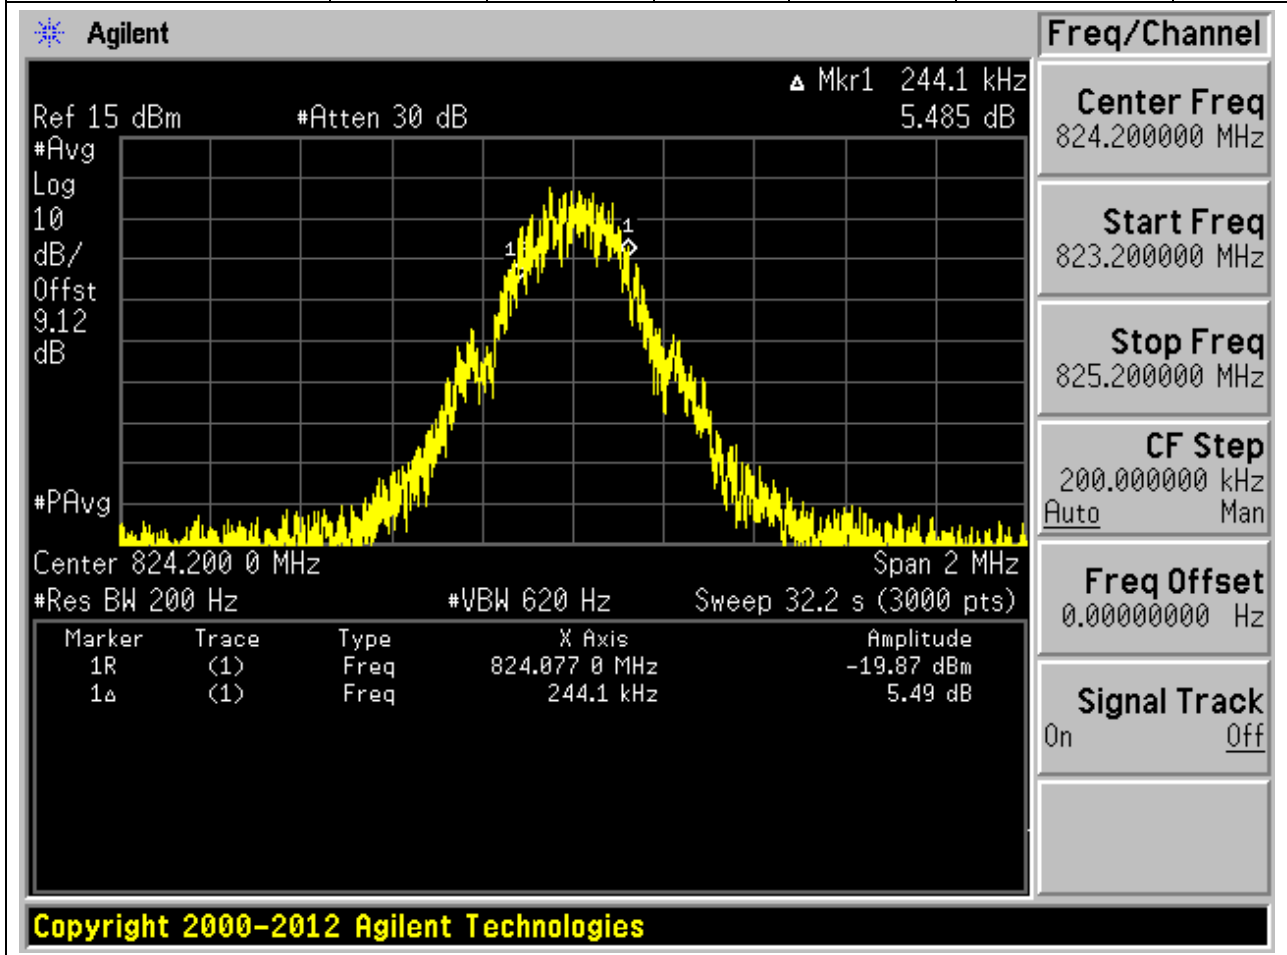 Agilent
Freq/Channel
Δ Mkr1 244.1 kHz
Ref 15 dBm #Atten 30 dB 5.485 dB
#Avg
Log
10
dB/
Offst
9.12
dB
#PAvg
1
1
Center 824.200 0 MHz Span 2 MHz
#Res BW 200 Hz #VBW 620 Hz Sweep 32.2 s (3000 pts)
Marker Trace Type X Axis Amplitude
1R (1) Freq 824.077 0 MHz -19.87 dBm
1Δ (1) Freq 244.1 kHz 5.49 dB
Center Freq
824.200000 MHz
Start Freq
823.200000 MHz
Stop Freq
825.200000 MHz
CF Step
200.000000 kHz
Auto Man
Freq Offset
0.00000000 Hz
Signal Track
On Off
Copyright 2000-2012 Agilent Technologies